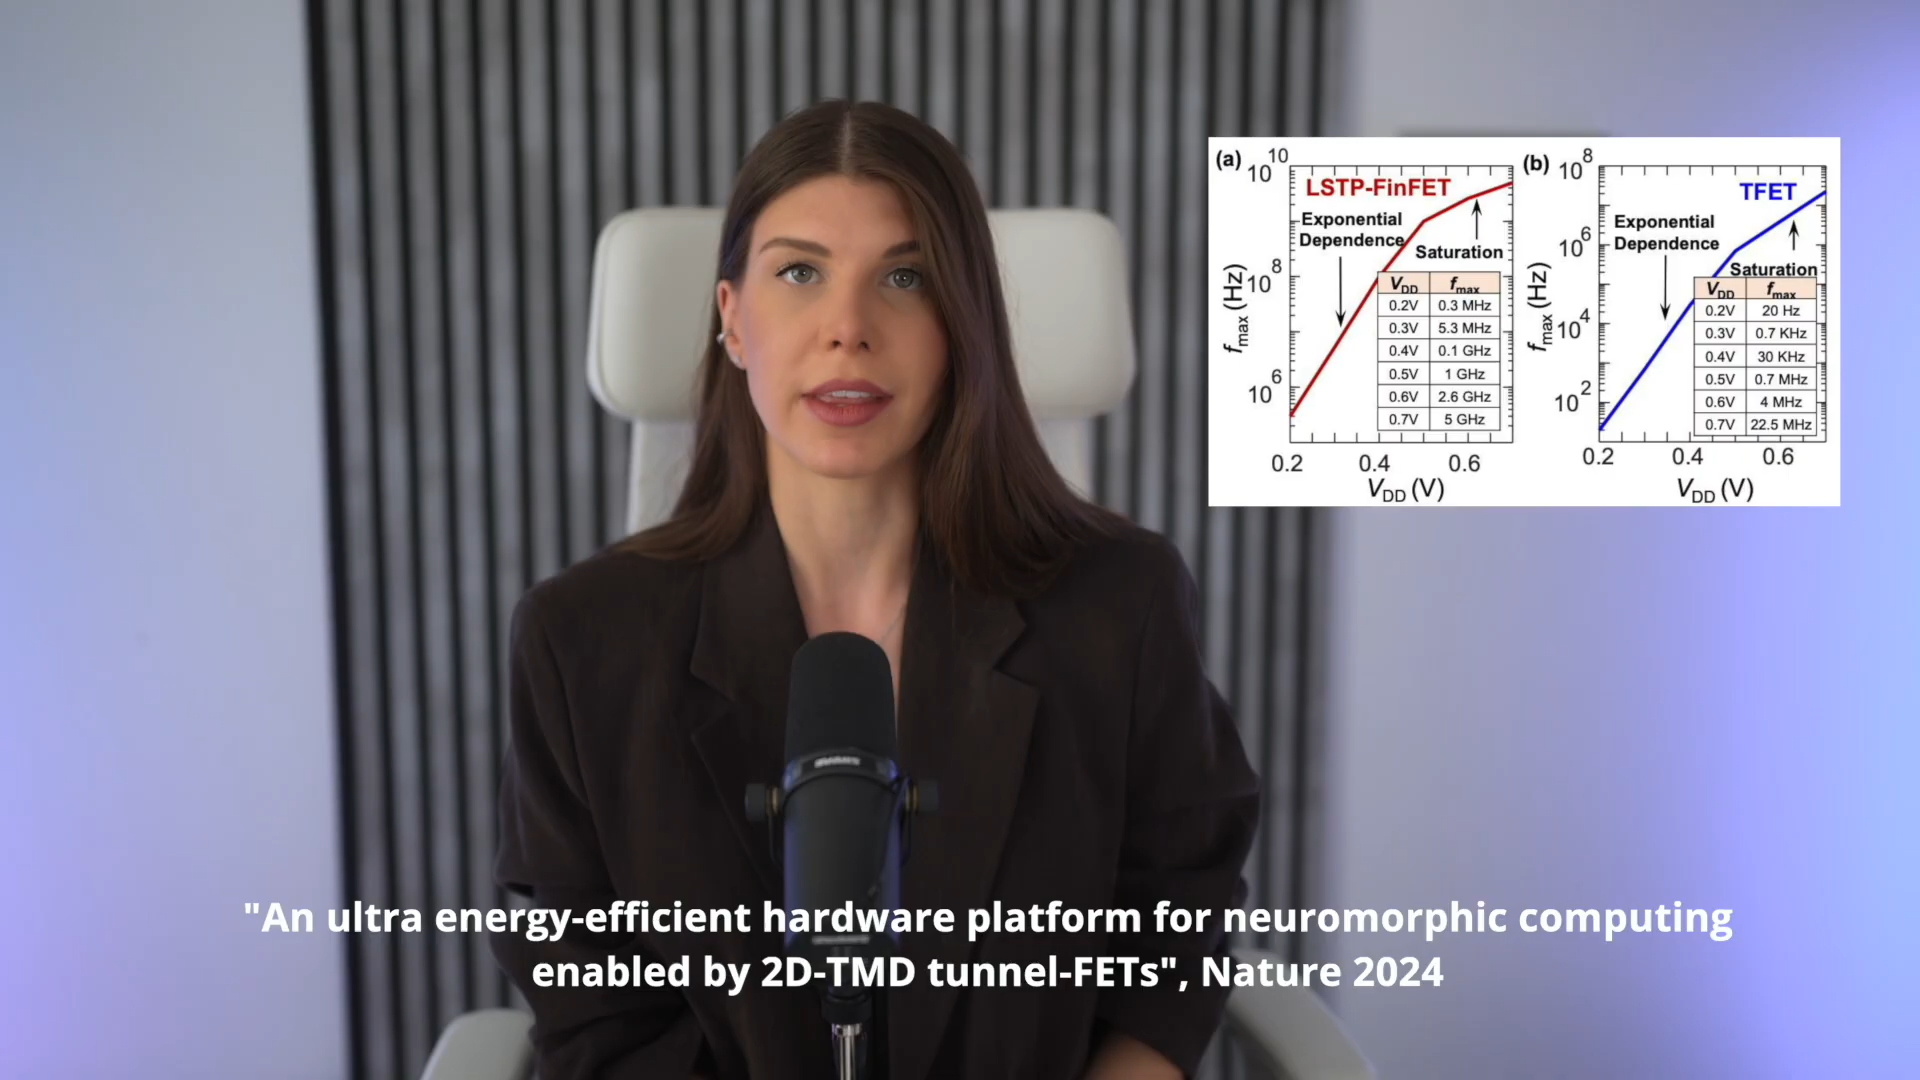 (a)
10^10
10^8
10^6
f_max (Hz)
LSTP-FinFET
Exponential
Dependence
Saturation
V_DD f_max
0.2V 0.3 MHz
0.3V 5.3 MHz
0.4V 0.1 GHz
0.5V 1 GHz
0.6V 2.6 GHz
0.7V 5 GHz
0.2 0.4 0.6
V_DD (V)
(b)
10^8
10^6
10^4
10^2
f_max (Hz)
TFET
Exponential
Dependence
Saturation
V_DD f_max
0.2V 20 Hz
0.3V 0.7 KHz
0.4V 30 KHz
0.5V 0.7 MHz
0.6V 4 MHz
0.7V 22.5 MHz
0.2 0.4 0.6
V_DD (V)
"An ultra energy-efficient hardware platform for neuromorphic computing
enabled by 2D-TMD tunnel-FETs", Nature 2024